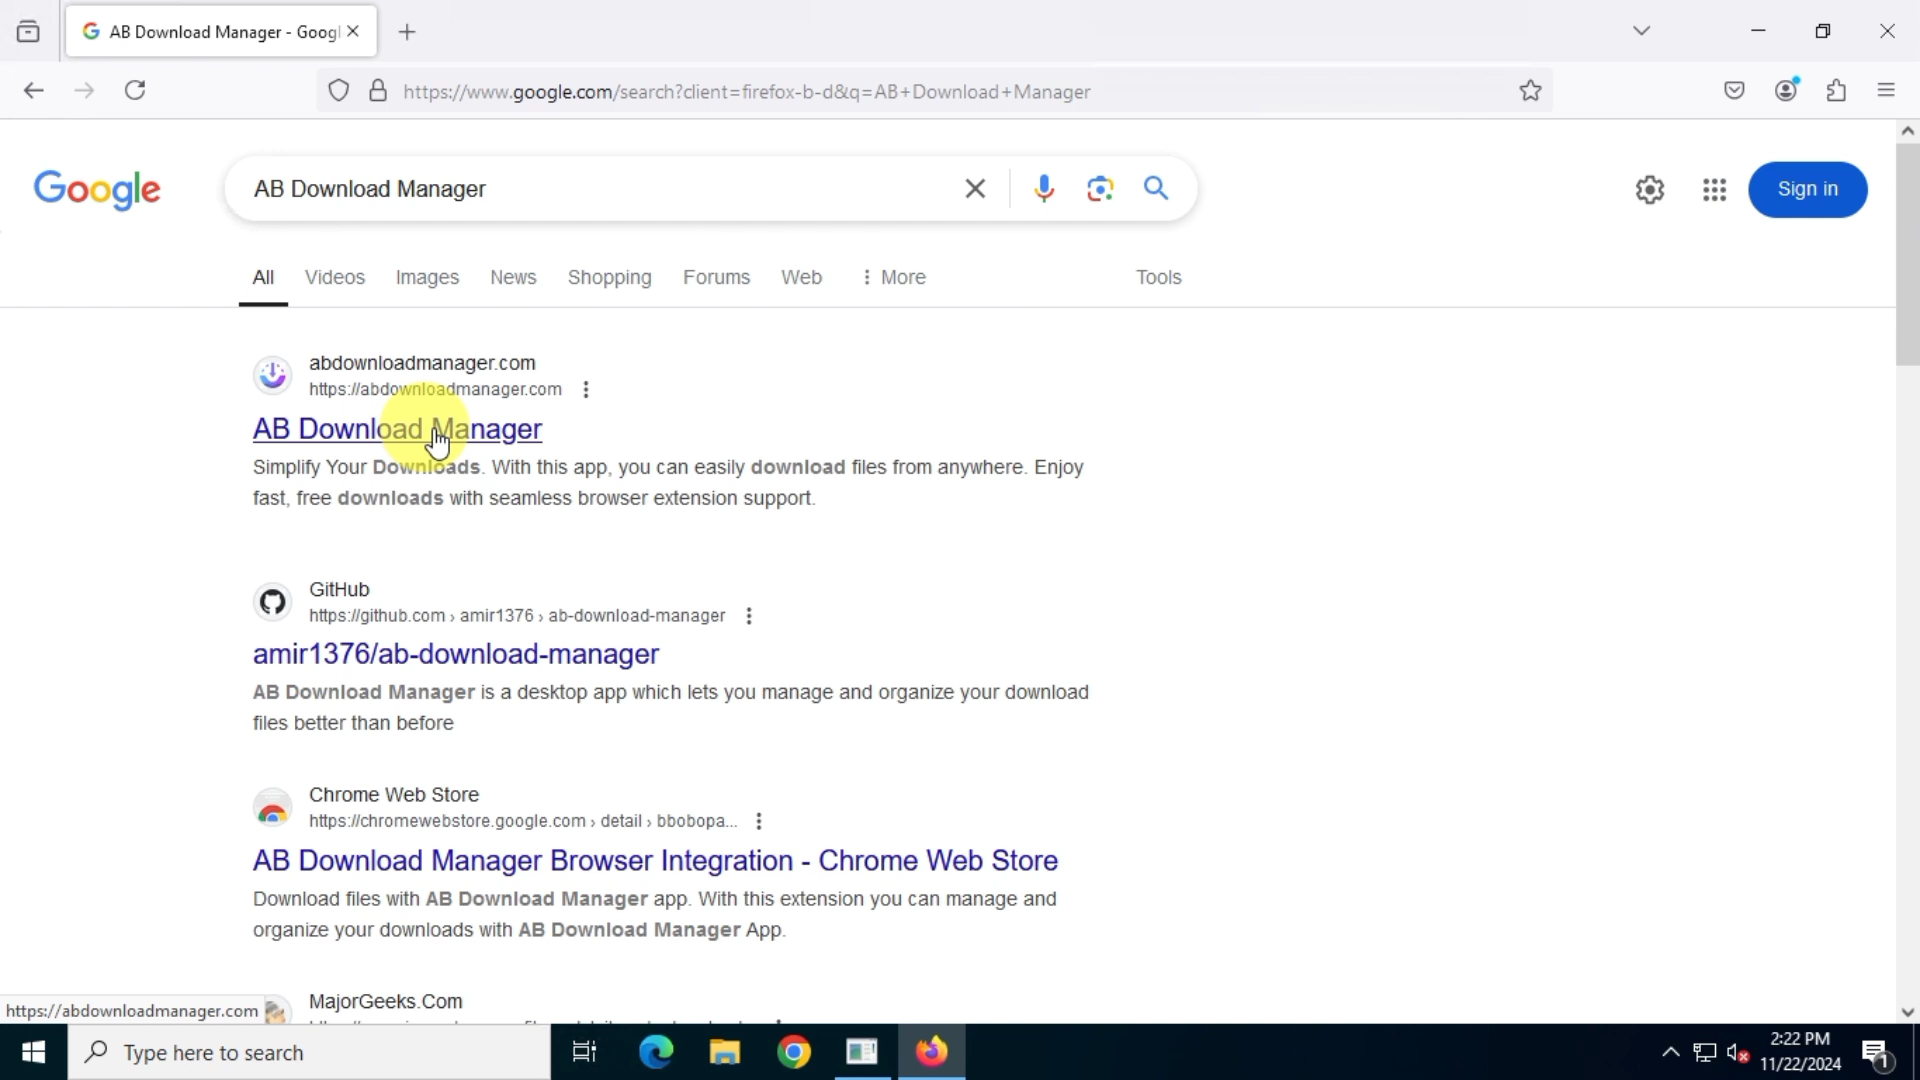 AB Download Manager - Googl
https://www.google.com/search?client=firefox-b-d&q=AB+Download+Manager
Google
AB Download Manager
Sign in
All Videos Images News Shopping Forums Web More Tools
abdownloadmanager.com
https://abdownloadmanager.com
AB Download Manager
Simplify Your Downloads. With this app, you can easily download files from anywhere. Enjoy
fast, free downloads with seamless browser extension support.
GitHub
https://github.com › amir1376 › ab-download-manager
amir1376/ab-download-manager
AB Download Manager is a desktop app which lets you manage and organize your download
files better than before
Chrome Web Store
https://chromewebstore.google.com › detail › bbobopa...
AB Download Manager Browser Integration - Chrome Web Store
Download files with AB Download Manager app. With this extension you can manage and
organize your downloads with AB Download Manager App.
MajorGeeks.Com
https://abdownloadmanager.com
Type here to search
2:22 PM
11/22/2024
1